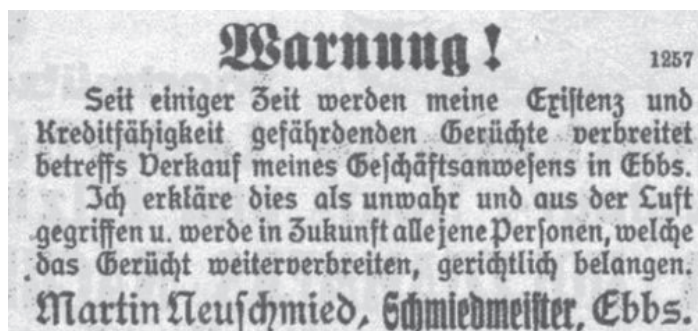 Warnung!
1257
Seit einiger Zeit werden meine Existenz und
Kreditfähigkeit gefährdenden Gerüchte verbreitet
betreffs Verkauf meines Geschäftsanwesens in Ebbs.
Ich erkläre dies als unwahr und aus der Luft
gegriffen u. werde in Zukunft alle jene Personen, welche
das Gerücht weiterverbreiten, gerichtlich belangen.
Martin Neuschmied, Schmiedmeister, Ebbs.